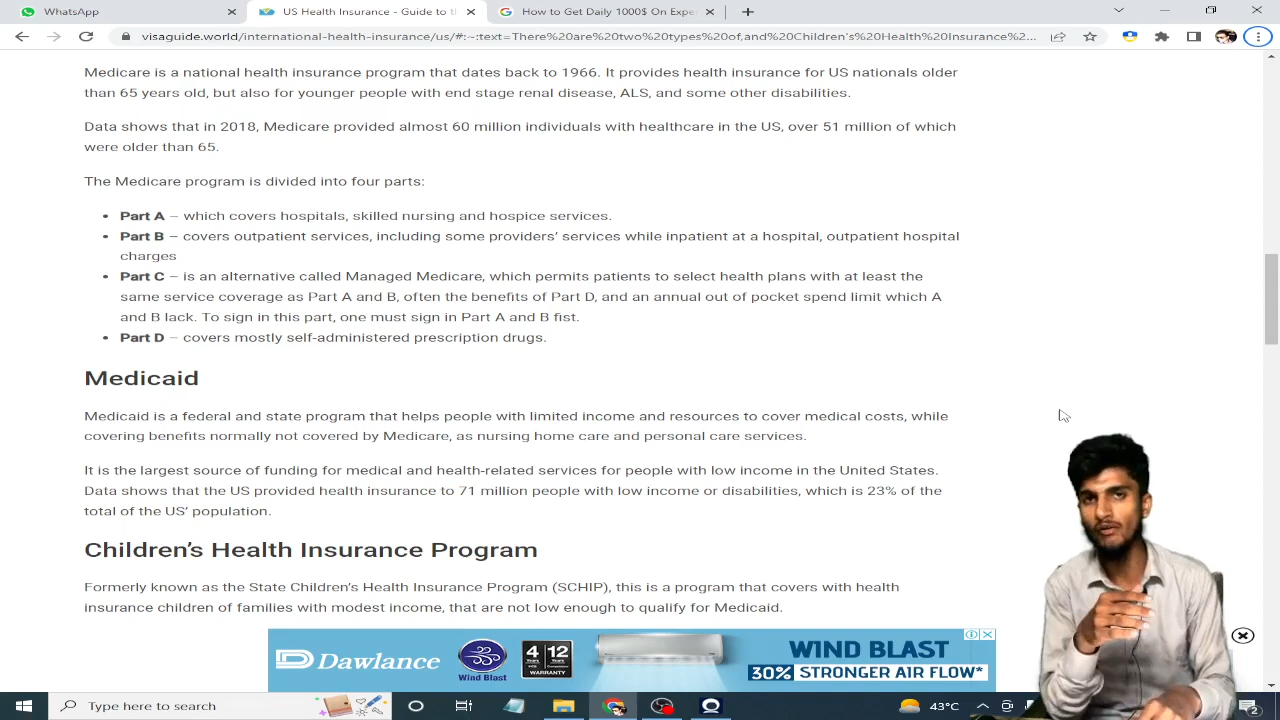 WhatsApp
US Health Insurance - Guide to th
How to Get Daily 1000$ On Exper
visaguide.world/international-health-insurance/us/#:~:text=There%20are%20two%20types%20of,and%20Children's%20Health%20Insurance%2...
Medicare is a national health insurance program that dates back to 1966. It provides health insurance for US nationals older
than 65 years old, but also for younger people with end stage renal disease, ALS, and some other disabilities.
Data shows that in 2018, Medicare provided almost 60 million individuals with healthcare in the US, over 51 million of which
were older than 65.
The Medicare program is divided into four parts:
• Part A – which covers hospitals, skilled nursing and hospice services.
• Part B – covers outpatient services, including some providers’ services while inpatient at a hospital, outpatient hospital
charges
• Part C – is an alternative called Managed Medicare, which permits patients to select health plans with at least the
same service coverage as Part A and B, often the benefits of Part D, and an annual out of pocket spend limit which A
and B lack. To sign in this part, one must sign in Part A and B fist.
• Part D – covers mostly self-administered prescription drugs.
Medicaid
Medicaid is a federal and state program that helps people with limited income and resources to cover medical costs, while
covering benefits normally not covered by Medicare, as nursing home care and personal care services.
It is the largest source of funding for medical and health-related services for people with low income in the United States.
Data shows that the US provided health insurance to 71 million people with low income or disabilities, which is 23% of the
total of the US’ population.
Children’s Health Insurance Program
Formerly known as the State Children’s Health Insurance Program (SCHIP), this is a program that covers with health
insurance children of families with modest income, that are not low enough to qualify for Medicaid.
Dawlance
Wind Blast
4 12
Years
WARRANTY
WIND BLAST
30% STRONGER AIR FLOW*
Type here to search
43°C
2